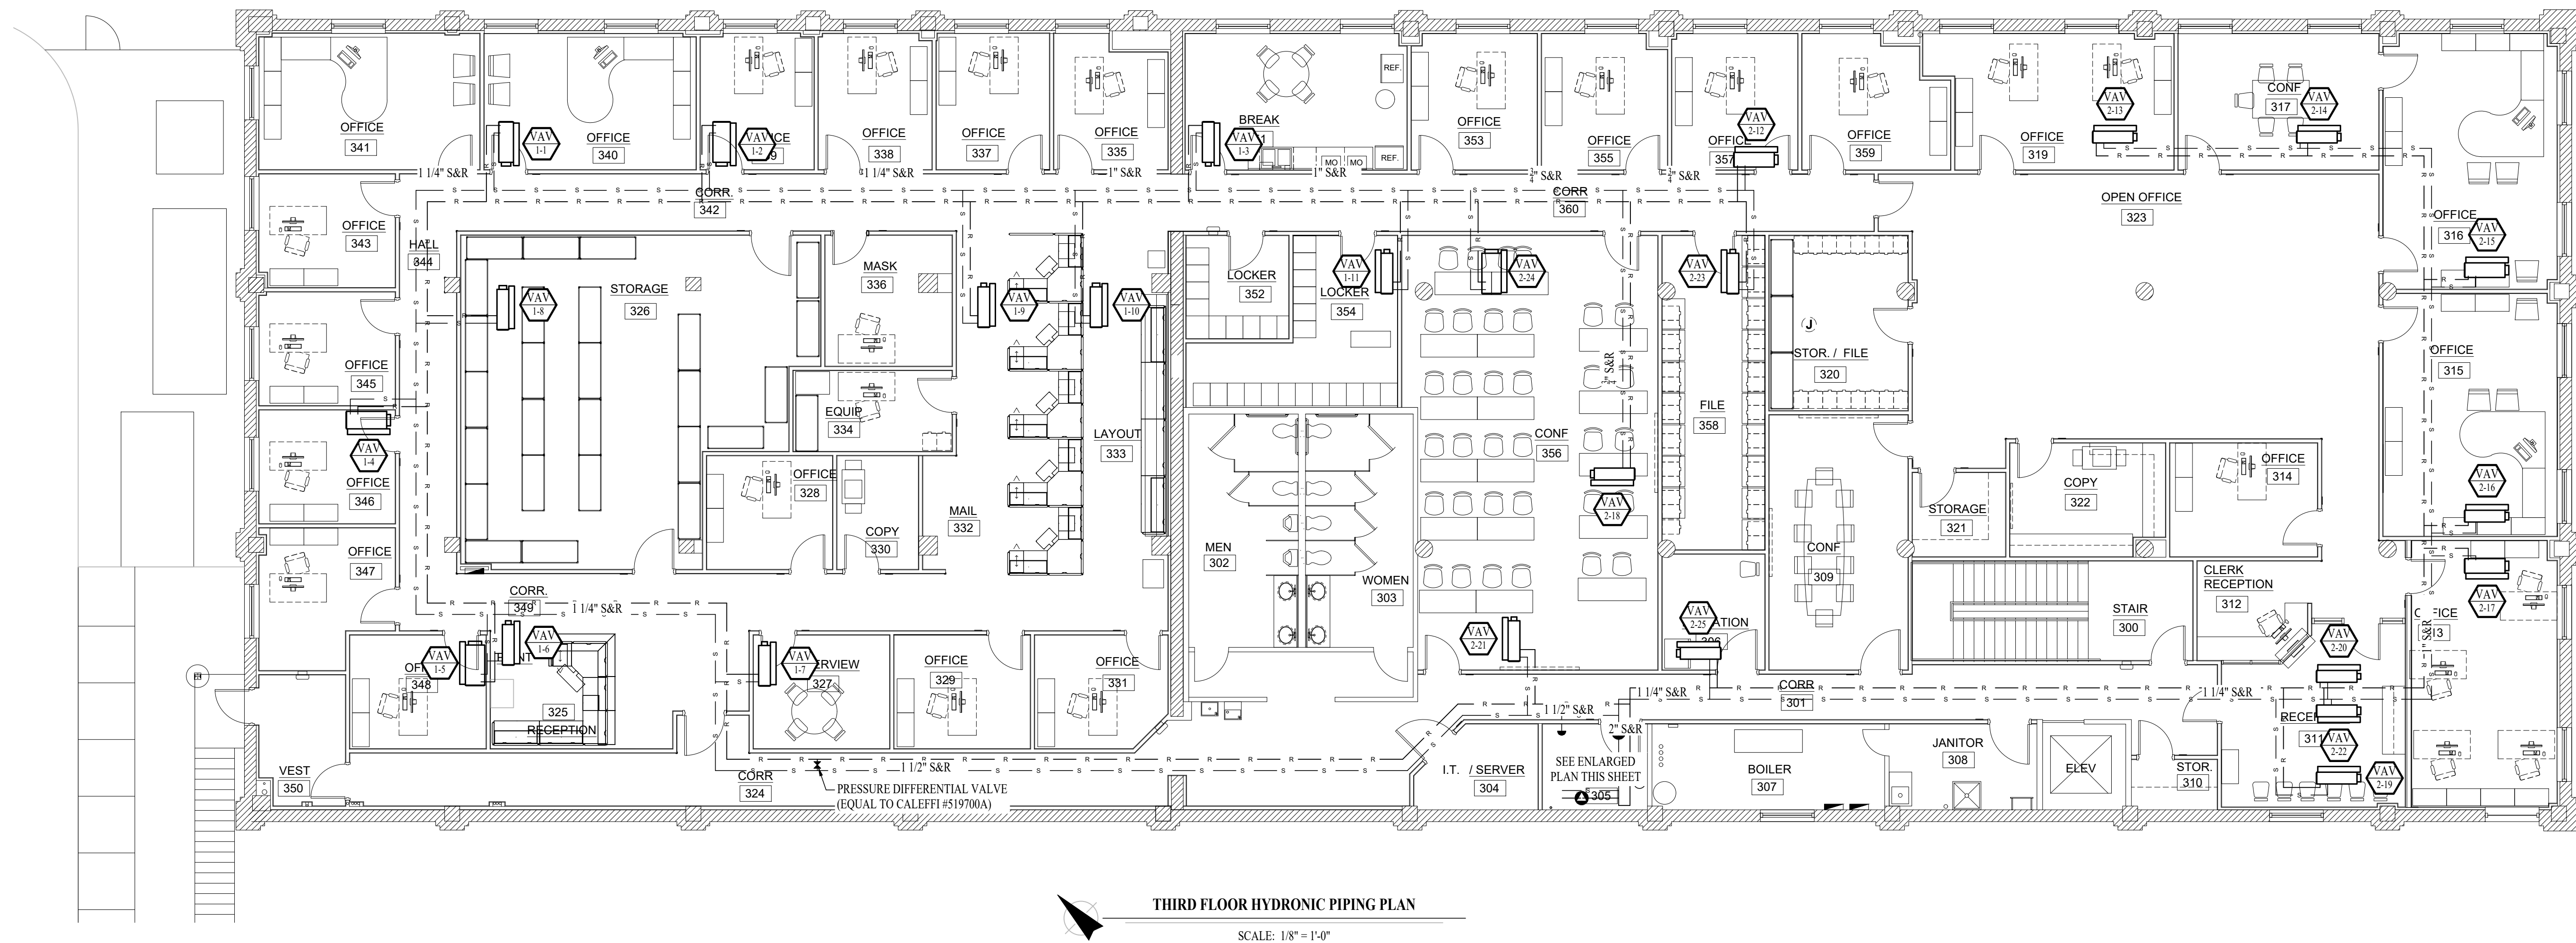 OFFICE
341
OFFICE
340
VAV
1-1
VAV
1-2
OFFICE
338
OFFICE
337
OFFICE
335
BREAK
VAV
1-3
REF.
REF.
MO
MO
OFFICE
353
OFFICE
355
OFFICE
357
VAV
2-12
OFFICE
359
OFFICE
319
VAV
2-13
CONF
317
VAV
2-14
1 1/4" S&R
1 1/4" S&R
1" S&R
1" S&R
3/4" S&R
3/4" S&R
CORR.
342
CORR
360
OPEN OFFICE
323
OFFICE
343
HALL
344
OFFICE
316
VAV
2-15
STORAGE
326
VAV
1-8
MASK
336
VAV
1-9
VAV
1-10
LOCKER
352
LOCKER
354
VAV
1-11
VAV
2-24
VAV
2-23
J
STOR. / FILE
320
OFFICE
345
OFFICE
315
3/4" S&R
EQUIP
334
LAYOUT
333
FILE
358
CONF
356
VAV
1-4
OFFICE
346
OFFICE
328
COPY
330
MAIL
332
VAV
2-18
STORAGE
321
COPY
322
OFFICE
314
VAV
2-16
OFFICE
347
MEN
302
WOMEN
303
CONF
309
CLERK
RECEPTION
312
STAIR
300
VAV
2-17
CORR.
349
1 1/4" S&R
VAV
1-5
348
VAV
1-6
325
RECEPTION
VAV
1-7
327
OFFICE
329
OFFICE
331
VAV
2-21
VAV
2-25
VAV
2-20
1" S&R
1 1/4" S&R
CORR
301
1 1/4" S&R
1 1/2" S&R
2" S&R
311
VAV
2-22
VAV
2-19
VEST
350
CORR
324
1 1/2" S&R
PRESSURE DIFFERENTIAL VALVE
(EQUAL TO CALEFFI #519700A)
I.T. / SERVER
304
SEE ENLARGED
PLAN THIS SHEET
305
BOILER
307
JANITOR
308
ELEV
STOR.
310
THIRD FLOOR HYDRONIC PIPING PLAN
SCALE: 1/8" = 1'-0"